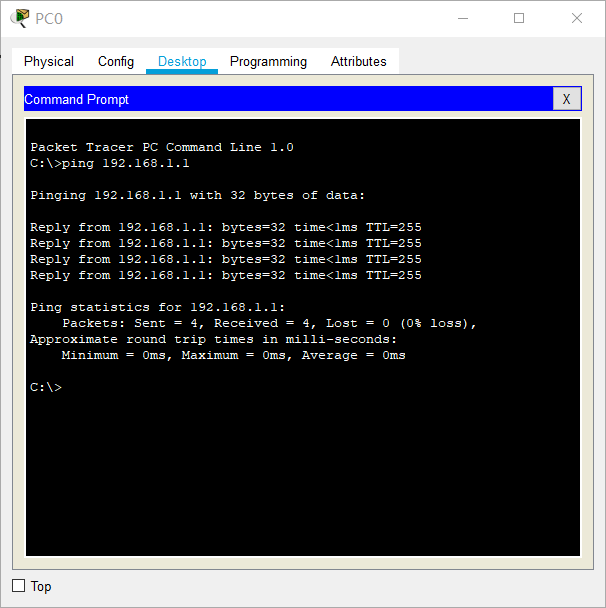 PC0
Physical Config Desktop Programming Attributes
Command Prompt X
Packet Tracer PC Command Line 1.0
C:\>ping 192.168.1.1
Pinging 192.168.1.1 with 32 bytes of data:
Reply from 192.168.1.1: bytes=32 time<1ms TTL=255
Reply from 192.168.1.1: bytes=32 time<1ms TTL=255
Reply from 192.168.1.1: bytes=32 time<1ms TTL=255
Reply from 192.168.1.1: bytes=32 time<1ms TTL=255
Ping statistics for 192.168.1.1:
    Packets: Sent = 4, Received = 4, Lost = 0 (0% loss),
Approximate round trip times in milli-seconds:
    Minimum = 0ms, Maximum = 0ms, Average = 0ms
C:\>
Top